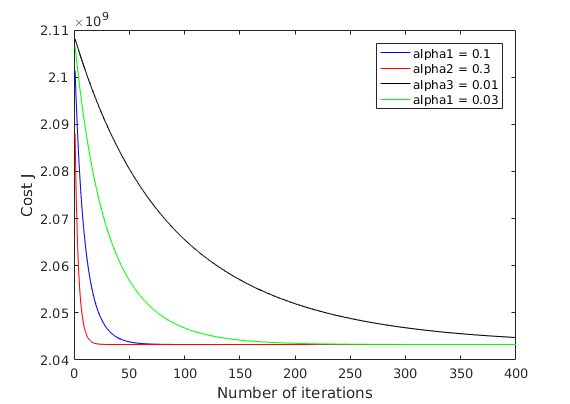 ×10^9
2.11
2.1
2.09
2.08
2.07
2.06
2.05
2.04
Cost J
alpha1 = 0.1
alpha2 = 0.3
alpha3 = 0.01
alpha1 = 0.03
0 50 100 150 200 250 300 350 400
Number of iterations